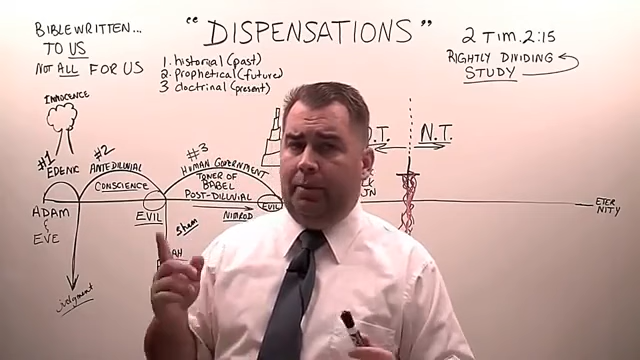 BIBLE WRITTEN...
TO US
NOT ALL FOR US
"DISPENSATIONS"
1. historial (past)
2. Prophetical (future)
3 doctrinal (present)
2 TIM. 2:15
RIGHTLY DIVIDING
STUDY
INNOCENCE
#1
EDENIC
#2
ANTEDILUVIAL
CONSCIENCE
#3
HUMAN GOVERNMENT
TOWER OF
BABEL
POST-DILUVIAL
NIMROD
EVIL
EVIL
Shem
ADAM
&
EVE
judgment
O.T.
N.T.
JN
ETER
NITY